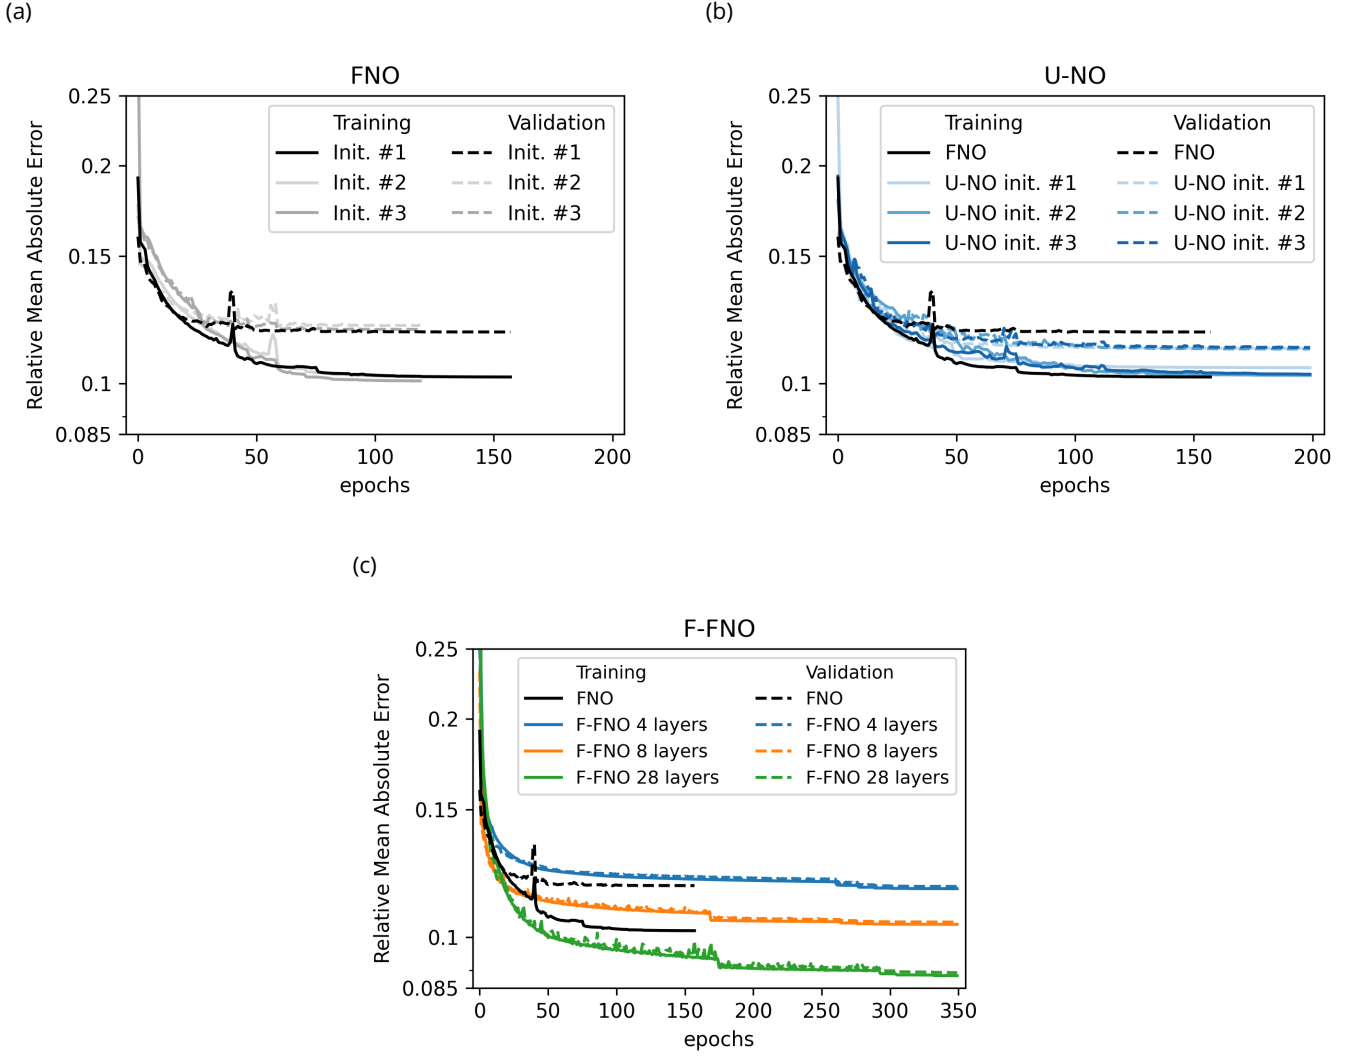 (a)
FNO
Relative Mean Absolute Error
0.25
0.2
0.15
0.1
0.085
Training Validation
Init. #1 Init. #1
Init. #2 Init. #2
Init. #3 Init. #3
0 50 100 150 200
epochs
(b)
U-NO
Relative Mean Absolute Error
0.25
0.2
0.15
0.1
0.085
Training Validation
FNO FNO
U-NO init. #1 U-NO init. #1
U-NO init. #2 U-NO init. #2
U-NO init. #3 U-NO init. #3
0 50 100 150 200
epochs
(c)
F-FNO
Relative Mean Absolute Error
0.25
0.2
0.15
0.1
0.085
Training Validation
FNO FNO
F-FNO 4 layers F-FNO 4 layers
F-FNO 8 layers F-FNO 8 layers
F-FNO 28 layers F-FNO 28 layers
0 50 100 150 200 250 300 350
epochs